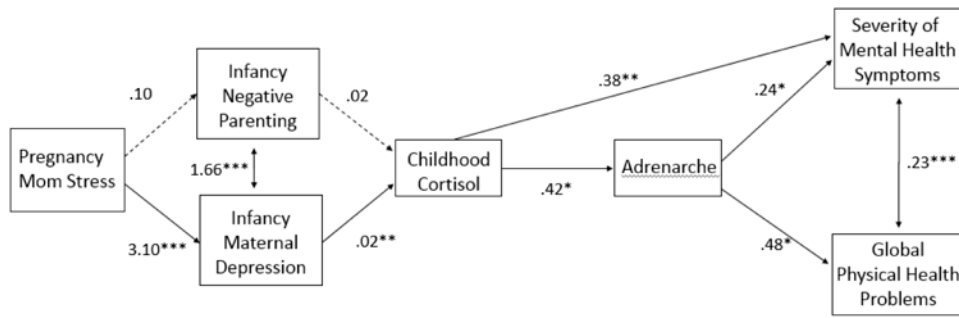 Severity of
Mental Health
Symptoms
Infancy
Negative
Parenting
.10
.02
.38**
.24*
Pregnancy
Mom Stress
1.66***
Childhood
Cortisol
.42*
Adrenarche
.23***
Infancy
Maternal
Depression
3.10***
.02**
.48*
Global
Physical Health
Problems